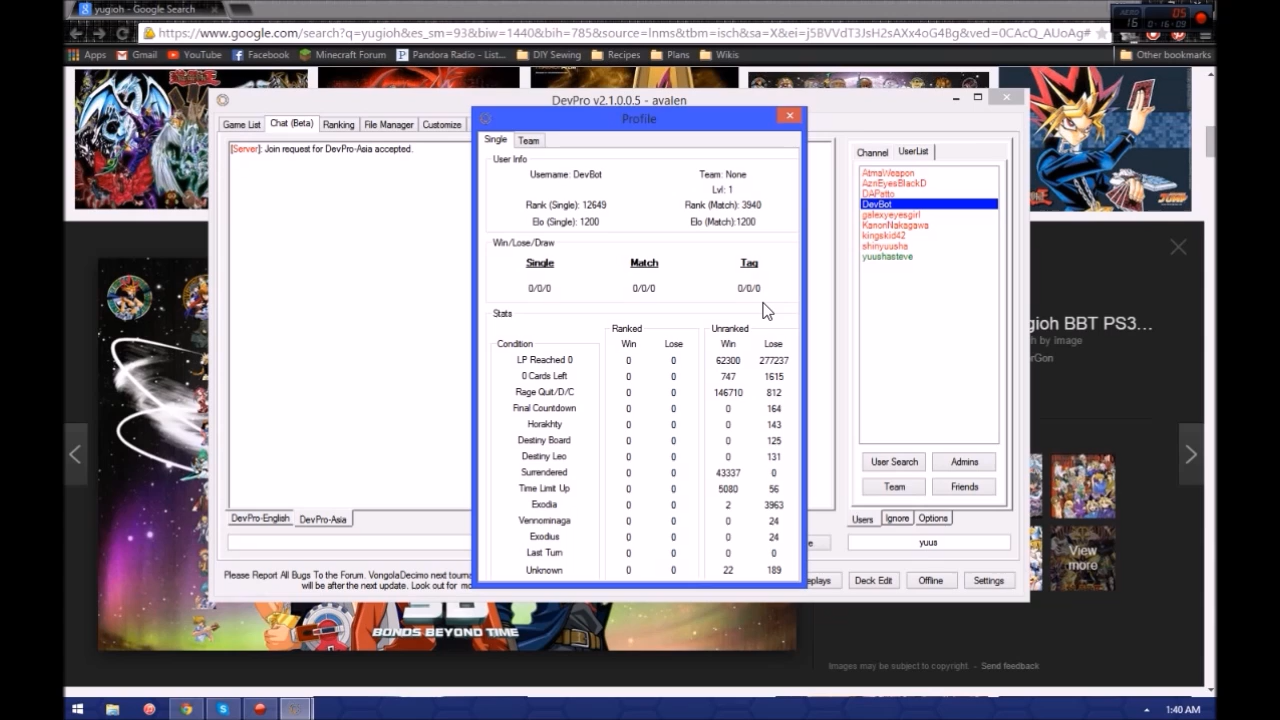 yugioh - Google Search
05
15
0-16-09
https://www.google.com/search?q=yugioh&es_sm=93&biw=1440&bih=785&source=lnms&tbm=isch&sa=X&ei=
Apps Gmail YouTube Facebook Minecraft Forum Pandora Radio - List... DIY Sewing Recipes Plans Wikis Other bookmarks
DevPro v2.1.0.0.5 - avalen
Game List Chat (Beta) Ranking File Manager Customize
[Server]: Join request for DevPro-Asia accepted.
Profile
Single Team
User Info
Username: DevBot Team: None
Lvl: 1
Rank (Single): 12649 Rank (Match): 3940
Elo (Single): 1200 Elo (Match):1200
Win/Lose/Draw
Single Match Tag
0/0/0 0/0/0 0/0/0
Stats
Ranked Unranked
Condition Win Lose Win Lose
LP Reached 0 0 0 62300 277237
0 Cards Left 0 0 747 1615
Rage Quit/D/C 0 0 146710 812
Final Countdown 0 0 0 164
Horakhty 0 0 0 143
Destiny Board 0 0 0 125
Destiny Leo 0 0 0 131
Surrendered 0 0 43337 0
Time Limit Up 0 0 5080 56
Exodia 0 0 2 3963
Vennominaga 0 0 0 24
Exodius 0 0 0 24
Last Turn 0 0 0 0
Unknown 0 0 22 189
Channel UserList
AtmaWeapon
AznEyesBlackD
DAPatto
DevBot
galexyeyesgirl
KanonNakagawa
kingskid42
shinyuusha
yuushasteve
User Search Admins
Team Friends
Users Ignore Options
yuus
DevPro-English DevPro-Asia
Please Report All Bugs To the Forum. VongolaDecimo next
will be after the next update. Look out for
Deck Edit Offline Settings
gioh BBT PS3...
h by image
View
more
BONDS BEYOND TIME
Images may be subject to copyright. - Send feedback
1:40 AM